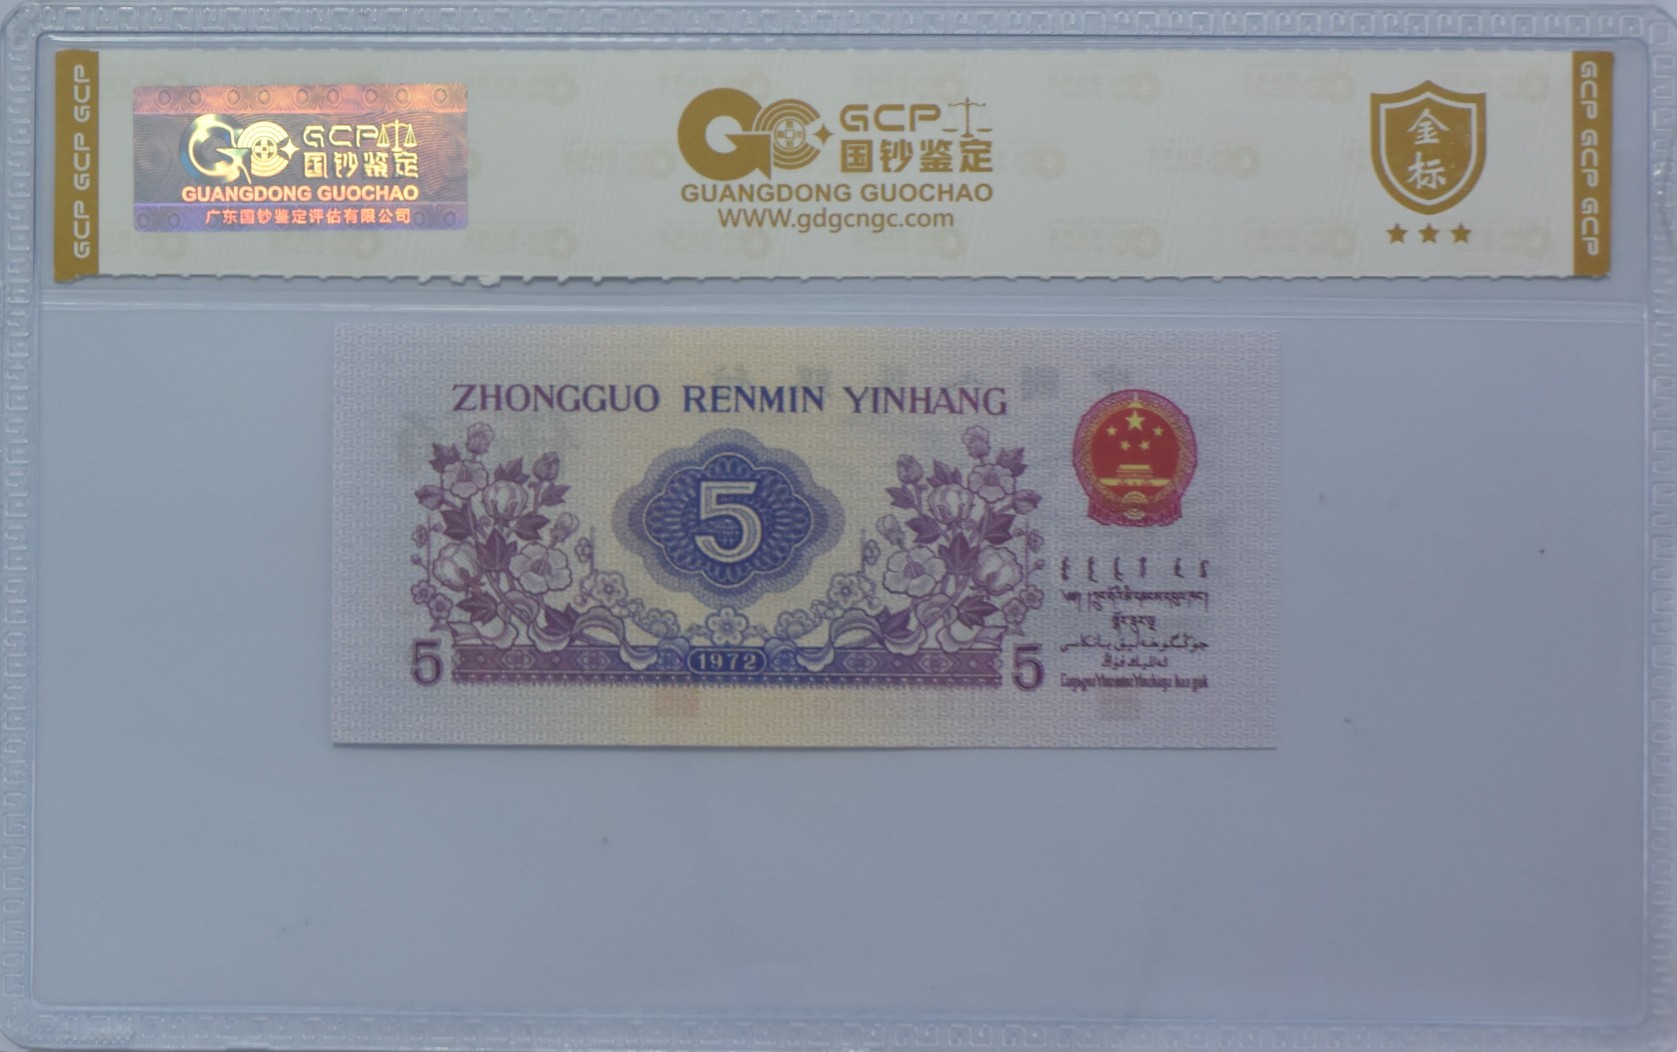 GCP GCP GCP
GCP
国钞鉴定
GUANGDONG GUOCHAO
广东国钞鉴定评估有限公司
GCP
国钞鉴定
GUANGDONG GUOCHAO
WWW.gdgcngc.com
金
标
GCP GCP GCP
ZHONGGUO RENMIN YINHANG
5
5
1972
5